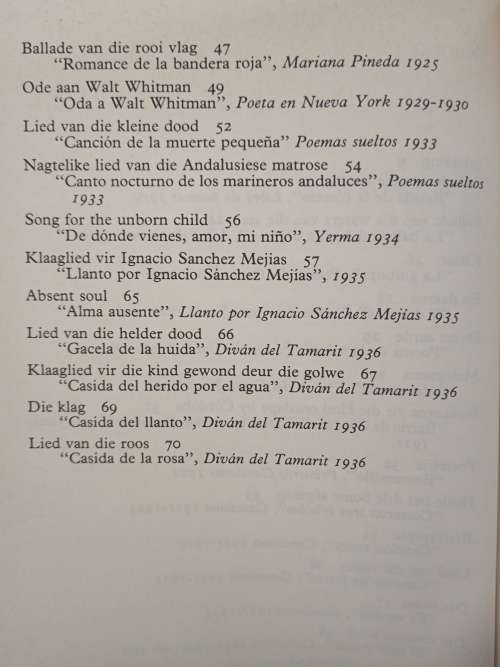 Ballade van die rooi vlag 47
“Romance de la bandera roja”, Mariana Pineda 1925
Ode aan Walt Whitman 49
“Oda a Walt Whitman”, Poeta en Nueva York 1929-1930
Lied van die kleine dood 52
“Canción de la muerte pequeña” Poemas sueltos 1933
Nagtelike lied van die Andalusiese matrose 54
“Canto nocturno de los marineros andaluces”, Poemas sueltos
1933
Song for the unborn child 56
“De dónde vienes, amor, mi niño”, Yerma 1934
Klaaglied vir Ignacio Sanchez Mejias 57
“Llanto por Ignacio Sánchez Mejías”, 1935
Absent soul 65
“Alma ausente”, Llanto por Ignacio Sánchez Mejías 1935
Lied van die helder dood 66
“Gacela de la huida”, Diván del Tamarit 1936
Klaaglied vir die kind gewond deur die golwe 67
“Casida del herido por el agua”, Diván del Tamarit 1936
Die klag 69
“Casida del llanto”, Diván del Tamarit 1936
Lied van die roos 70
“Casida de la rosa”, Diván del Tamarit 1936